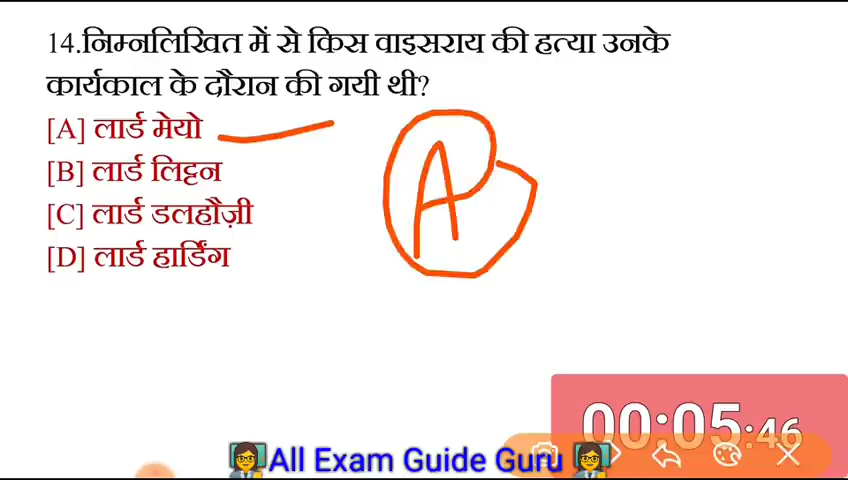 14.निम्नलिखित में से किस वाइसराय की हत्या उनके
कार्यकाल के दौरान की गयी थी?
[A] लार्ड मेयो
[B] लार्ड लिट्टन
[C] लार्ड डलहौज़ी
[D] लार्ड हार्डिंग
A
00:05:46
All Exam Guide Guru